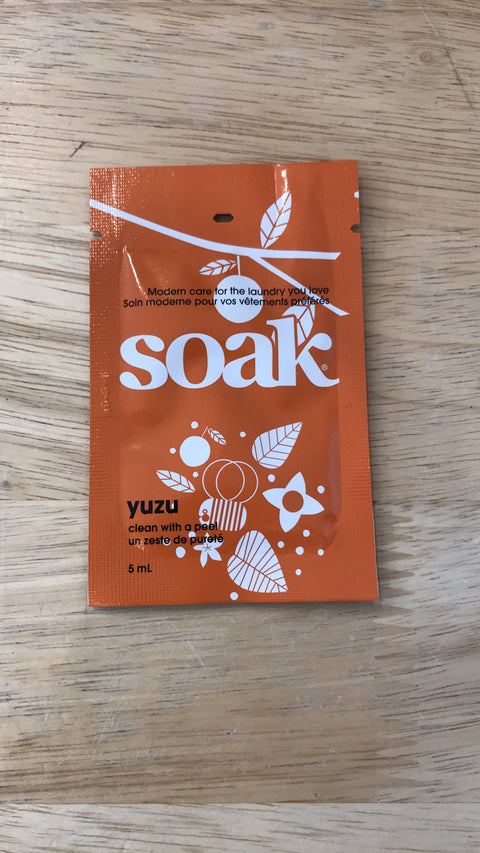 Modern care for the laundry you love
Soin moderne pour vos vêtements préférés
soak®
yuzu
clean with a peel
un zeste de pureté
5 mL